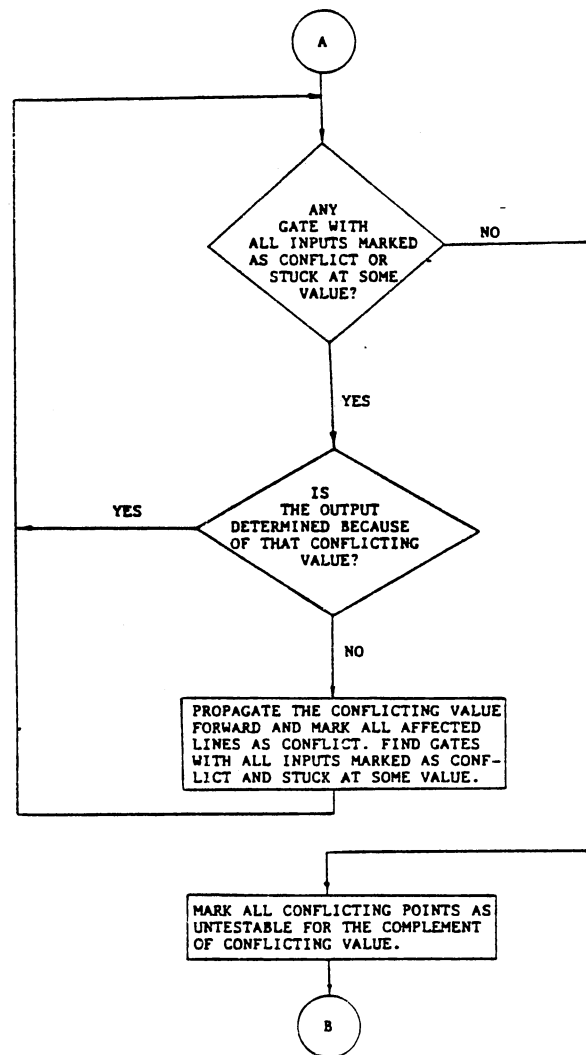 A
ANY
GATE WITH
ALL INPUTS MARKED
AS CONFLICT OR
STUCK AT SOME
VALUE?
NO
YES
IS
THE OUTPUT
DETERMINED BECAUSE
OF THAT CONFLICTING
VALUE?
YES
NO
PROPAGATE THE CONFLICTING VALUE
FORWARD AND MARK ALL AFFECTED
LINES AS CONFLICT. FIND GATES
WITH ALL INPUTS MARKED AS CONF-
LICT AND STUCK AT SOME VALUE.
MARK ALL CONFLICTING POINTS AS
UNTESTABLE FOR THE COMPLEMENT
OF CONFLICTING VALUE.
B